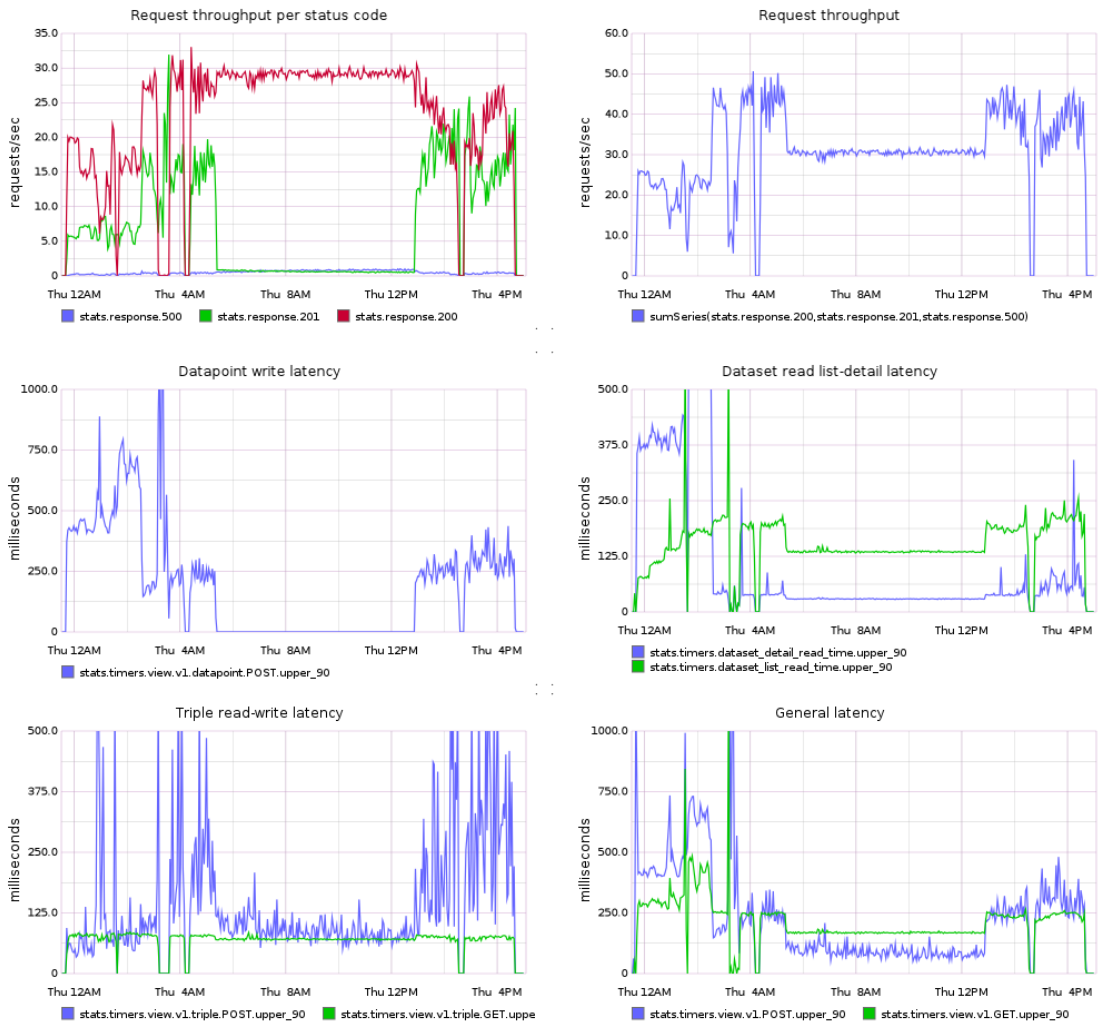 Request throughput per status code
35.0
30.0
25.0
20.0
15.0
10.0
5.0
0
requests/sec
Thu 12AM Thu 4AM Thu 8AM Thu 12PM Thu 4PM
stats.response.500 stats.response.201 stats.response.200
Request throughput
60.0
50.0
40.0
30.0
20.0
10.0
0
requests/sec
Thu 12AM Thu 4AM Thu 8AM Thu 12PM Thu 4PM
sumSeries(stats.response.200,stats.response.201,stats.response.500)
Datapoint write latency
1000.0
750.0
500.0
250.0
0
milliseconds
Thu 12AM Thu 4AM Thu 8AM Thu 12PM Thu 4PM
stats.timers.view.v1.datapoint.POST.upper_90
Dataset read list-detail latency
500.0
375.0
250.0
125.0
0
milliseconds
Thu 12AM Thu 4AM Thu 8AM Thu 12PM Thu 4PM
stats.timers.dataset_detail_read_time.upper_90
stats.timers.dataset_list_read_time.upper_90
Triple read-write latency
500.0
375.0
250.0
125.0
0
milliseconds
Thu 12AM Thu 4AM Thu 8AM Thu 12PM Thu 4PM
stats.timers.view.v1.triple.POST.upper_90 stats.timers.view.v1.triple.GET.uppe
General latency
1000.0
750.0
500.0
250.0
0
milliseconds
Thu 12AM Thu 4AM Thu 8AM Thu 12PM Thu 4PM
stats.timers.view.v1.POST.upper_90 stats.timers.view.v1.GET.upper_90